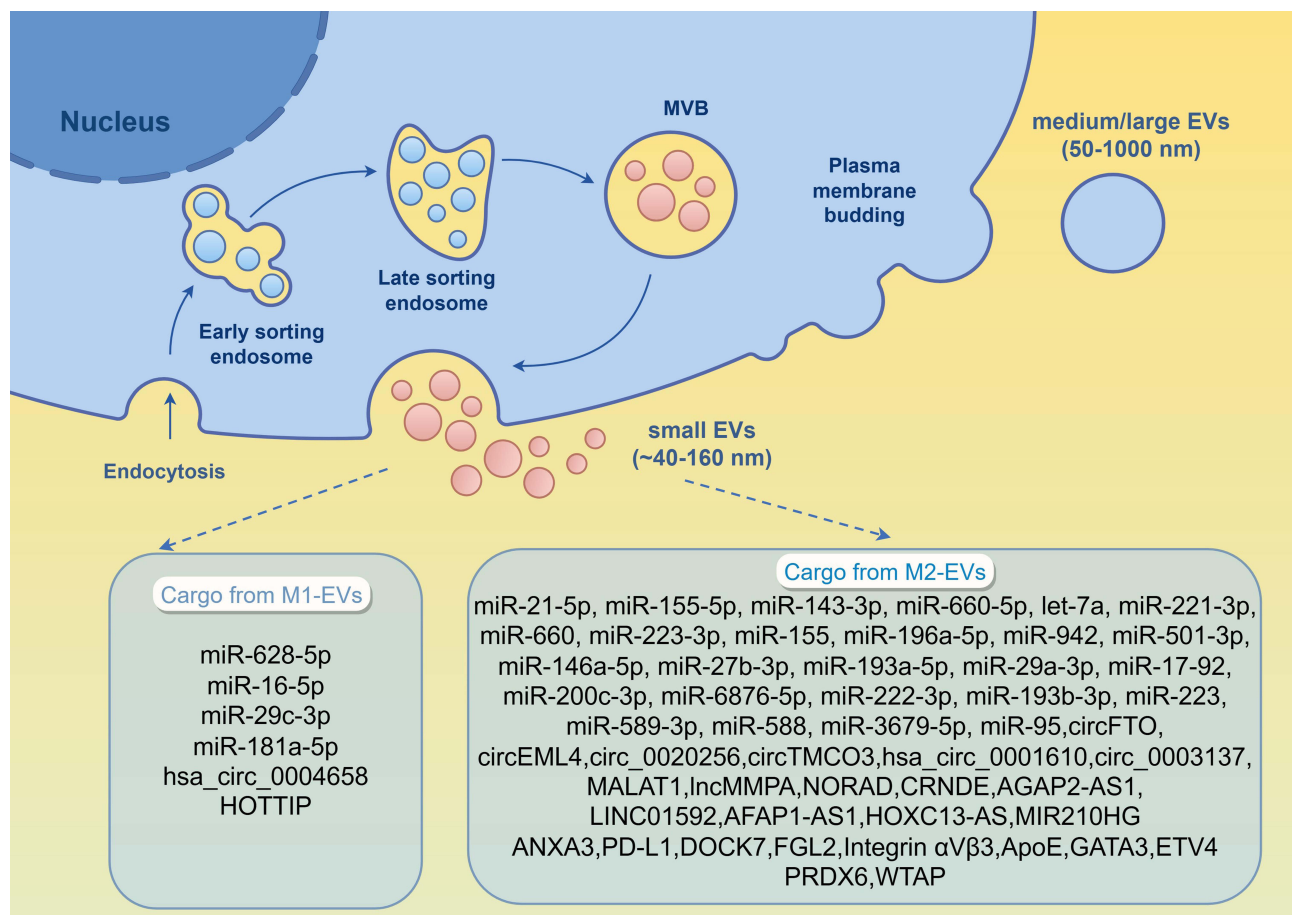 Nucleus
MVB
medium/large EVs
(50-1000 nm)
Plasma
membrane
budding
Late sorting
endosome
Early sorting
endosome
small EVs
(~40-160 nm)
Endocytosis
Cargo from M1-EVs
miR-628-5p
miR-16-5p
miR-29c-3p
miR-181a-5p
hsa_circ_0004658
HOTTIP
Cargo from M2-EVs
miR-21-5p, miR-155-5p, miR-143-3p, miR-660-5p, let-7a, miR-221-3p,
miR-660, miR-223-3p, miR-155, miR-196a-5p, miR-942, miR-501-3p,
miR-146a-5p, miR-27b-3p, miR-193a-5p, miR-29a-3p, miR-17-92,
miR-200c-3p, miR-6876-5p, miR-222-3p, miR-193b-3p, miR-223,
miR-589-3p, miR-588, miR-3679-5p, miR-95,circFTO,
circEML4,circ_0020256,circTMCO3,hsa_circ_0001610,circ_0003137,
MALAT1,lncMMPA,NORAD,CRNDE,AGAP2-AS1,
LINC01592,AFAP1-AS1,HOXC13-AS,MIR210HG
ANXA3,PD-L1,DOCK7,FGL2,Integrin αVβ3,ApoE,GATA3,ETV4
PRDX6,WTAP